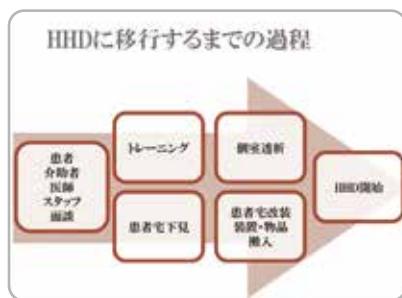 HHDに移行するまでの過程
患者
介助者
医師
スタッフ
面談
トレーニング
患者宅下見
個室透析
患者宅改装
装置・物品
搬入
HHD開始